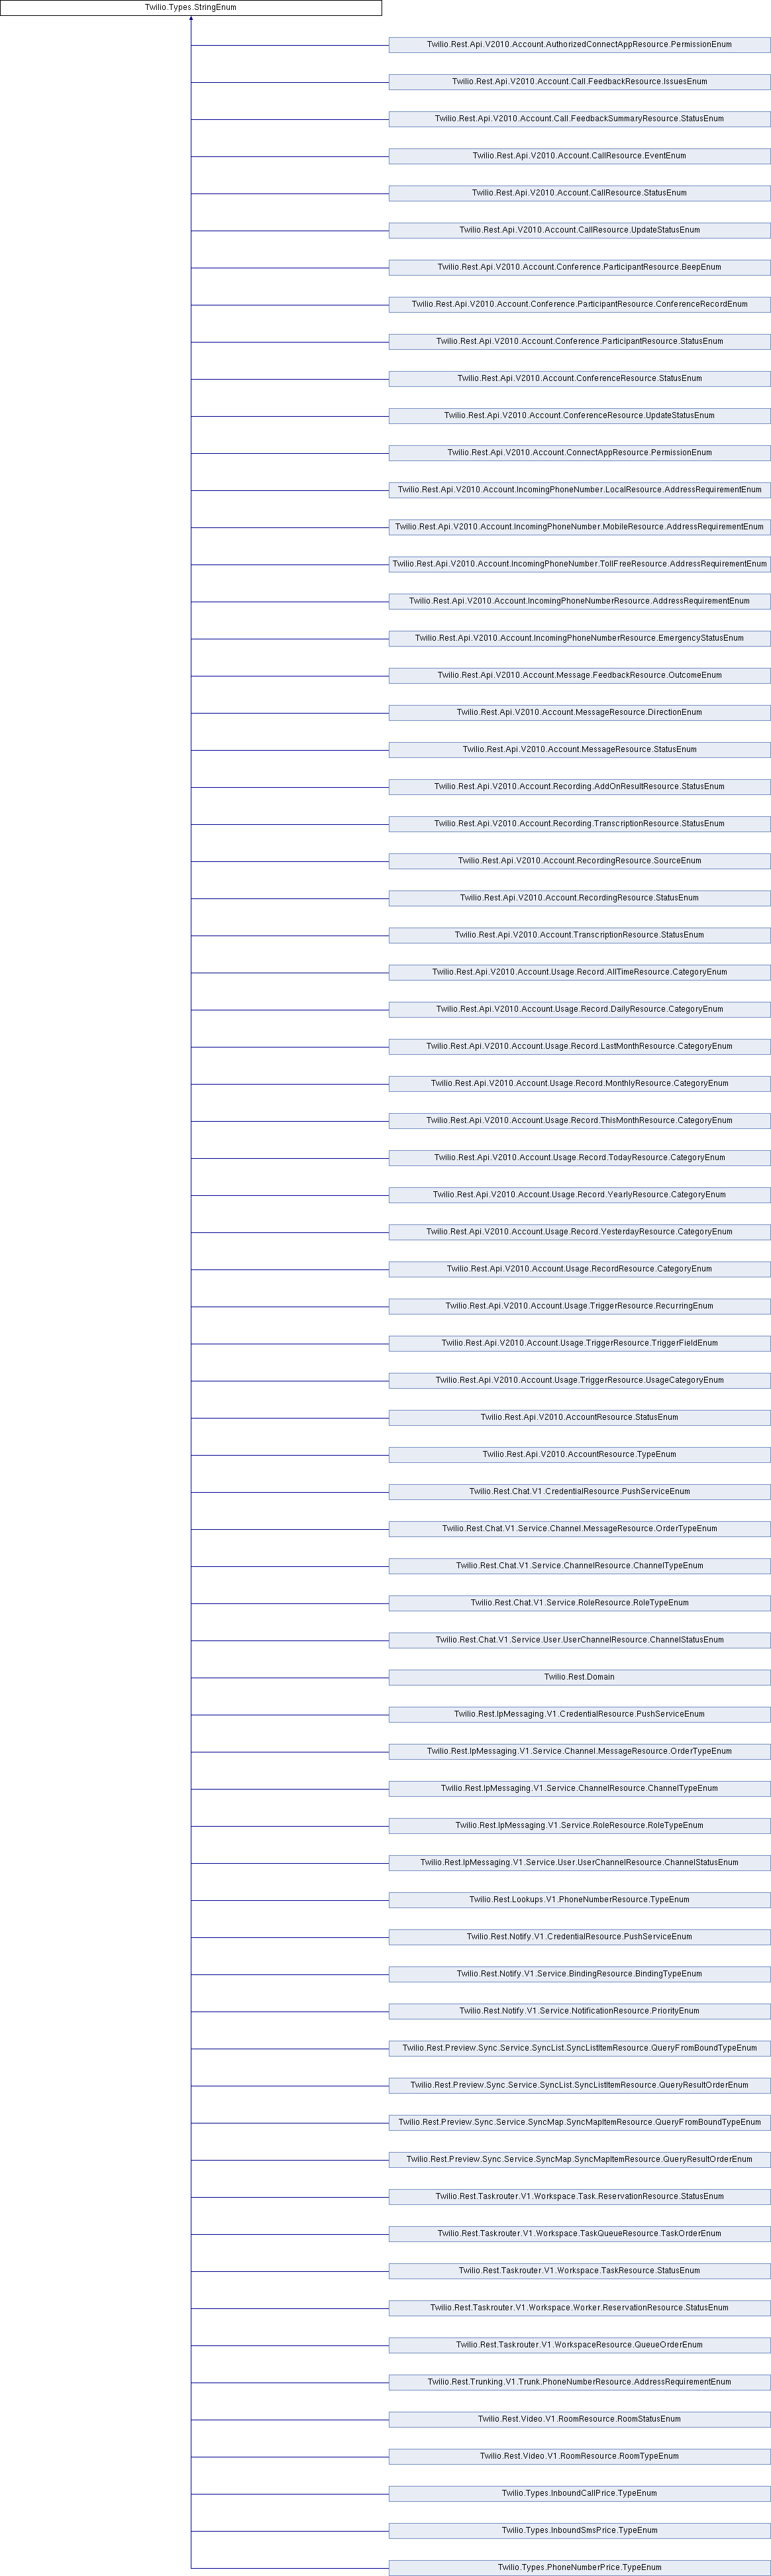 Twilio.Types.StringEnum
Twilio.Rest.Api.V2010.Account.AuthorizedConnectAppResource.PermissionEnum
Twilio.Rest.Api.V2010.Account.Call.FeedbackResource.IssuesEnum
Twilio.Rest.Api.V2010.Account.Call.FeedbackSummaryResource.StatusEnum
Twilio.Rest.Api.V2010.Account.CallResource.EventEnum
Twilio.Rest.Api.V2010.Account.CallResource.StatusEnum
Twilio.Rest.Api.V2010.Account.CallResource.UpdateStatusEnum
Twilio.Rest.Api.V2010.Account.Conference.ParticipantResource.BeepEnum
Twilio.Rest.Api.V2010.Account.Conference.ParticipantResource.ConferenceRecordEnum
Twilio.Rest.Api.V2010.Account.Conference.ParticipantResource.StatusEnum
Twilio.Rest.Api.V2010.Account.ConferenceResource.StatusEnum
Twilio.Rest.Api.V2010.Account.ConferenceResource.UpdateStatusEnum
Twilio.Rest.Api.V2010.Account.ConnectAppResource.PermissionEnum
Twilio.Rest.Api.V2010.Account.IncomingPhoneNumber.LocalResource.AddressRequirementEnum
Twilio.Rest.Api.V2010.Account.IncomingPhoneNumber.MobileResource.AddressRequirementEnum
Twilio.Rest.Api.V2010.Account.IncomingPhoneNumber.TollFreeResource.AddressRequirementEnum
Twilio.Rest.Api.V2010.Account.IncomingPhoneNumberResource.AddressRequirementEnum
Twilio.Rest.Api.V2010.Account.IncomingPhoneNumberResource.EmergencyStatusEnum
Twilio.Rest.Api.V2010.Account.Message.FeedbackResource.OutcomeEnum
Twilio.Rest.Api.V2010.Account.MessageResource.DirectionEnum
Twilio.Rest.Api.V2010.Account.MessageResource.StatusEnum
Twilio.Rest.Api.V2010.Account.Recording.AddOnResultResource.StatusEnum
Twilio.Rest.Api.V2010.Account.Recording.TranscriptionResource.StatusEnum
Twilio.Rest.Api.V2010.Account.RecordingResource.SourceEnum
Twilio.Rest.Api.V2010.Account.RecordingResource.StatusEnum
Twilio.Rest.Api.V2010.Account.TranscriptionResource.StatusEnum
Twilio.Rest.Api.V2010.Account.Usage.Record.AllTimeResource.CategoryEnum
Twilio.Rest.Api.V2010.Account.Usage.Record.DailyResource.CategoryEnum
Twilio.Rest.Api.V2010.Account.Usage.Record.LastMonthResource.CategoryEnum
Twilio.Rest.Api.V2010.Account.Usage.Record.MonthlyResource.CategoryEnum
Twilio.Rest.Api.V2010.Account.Usage.Record.ThisMonthResource.CategoryEnum
Twilio.Rest.Api.V2010.Account.Usage.Record.TodayResource.CategoryEnum
Twilio.Rest.Api.V2010.Account.Usage.Record.YearlyResource.CategoryEnum
Twilio.Rest.Api.V2010.Account.Usage.Record.YesterdayResource.CategoryEnum
Twilio.Rest.Api.V2010.Account.Usage.RecordResource.CategoryEnum
Twilio.Rest.Api.V2010.Account.Usage.TriggerResource.RecurringEnum
Twilio.Rest.Api.V2010.Account.Usage.TriggerResource.TriggerFieldEnum
Twilio.Rest.Api.V2010.Account.Usage.TriggerResource.UsageCategoryEnum
Twilio.Rest.Api.V2010.AccountResource.StatusEnum
Twilio.Rest.Api.V2010.AccountResource.TypeEnum
Twilio.Rest.Chat.V1.CredentialResource.PushServiceEnum
Twilio.Rest.Chat.V1.Service.Channel.MessageResource.OrderTypeEnum
Twilio.Rest.Chat.V1.Service.ChannelResource.ChannelTypeEnum
Twilio.Rest.Chat.V1.Service.RoleResource.RoleTypeEnum
Twilio.Rest.Chat.V1.Service.User.UserChannelResource.ChannelStatusEnum
Twilio.Rest.Domain
Twilio.Rest.IpMessaging.V1.CredentialResource.PushServiceEnum
Twilio.Rest.IpMessaging.V1.Service.Channel.MessageResource.OrderTypeEnum
Twilio.Rest.IpMessaging.V1.Service.ChannelResource.ChannelTypeEnum
Twilio.Rest.IpMessaging.V1.Service.RoleResource.RoleTypeEnum
Twilio.Rest.IpMessaging.V1.Service.User.UserChannelResource.ChannelStatusEnum
Twilio.Rest.Lookups.V1.PhoneNumberResource.TypeEnum
Twilio.Rest.Notify.V1.CredentialResource.PushServiceEnum
Twilio.Rest.Notify.V1.Service.BindingResource.BindingTypeEnum
Twilio.Rest.Notify.V1.Service.NotificationResource.PriorityEnum
Twilio.Rest.Preview.Sync.Service.SyncList.SyncListItemResource.QueryFromBoundTypeEnum
Twilio.Rest.Preview.Sync.Service.SyncList.SyncListItemResource.QueryResultOrderEnum
Twilio.Rest.Preview.Sync.Service.SyncMap.SyncMapItemResource.QueryFromBoundTypeEnum
Twilio.Rest.Preview.Sync.Service.SyncMap.SyncMapItemResource.QueryResultOrderEnum
Twilio.Rest.Taskrouter.V1.Workspace.Task.ReservationResource.StatusEnum
Twilio.Rest.Taskrouter.V1.Workspace.TaskQueueResource.TaskOrderEnum
Twilio.Rest.Taskrouter.V1.Workspace.TaskResource.StatusEnum
Twilio.Rest.Taskrouter.V1.Workspace.Worker.ReservationResource.StatusEnum
Twilio.Rest.Taskrouter.V1.WorkspaceResource.QueueOrderEnum
Twilio.Rest.Trunking.V1.Trunk.PhoneNumberResource.AddressRequirementEnum
Twilio.Rest.Video.V1.RoomResource.RoomStatusEnum
Twilio.Rest.Video.V1.RoomResource.RoomTypeEnum
Twilio.Types.InboundCallPrice.TypeEnum
Twilio.Types.InboundSmsPrice.TypeEnum
Twilio.Types.PhoneNumberPrice.TypeEnum